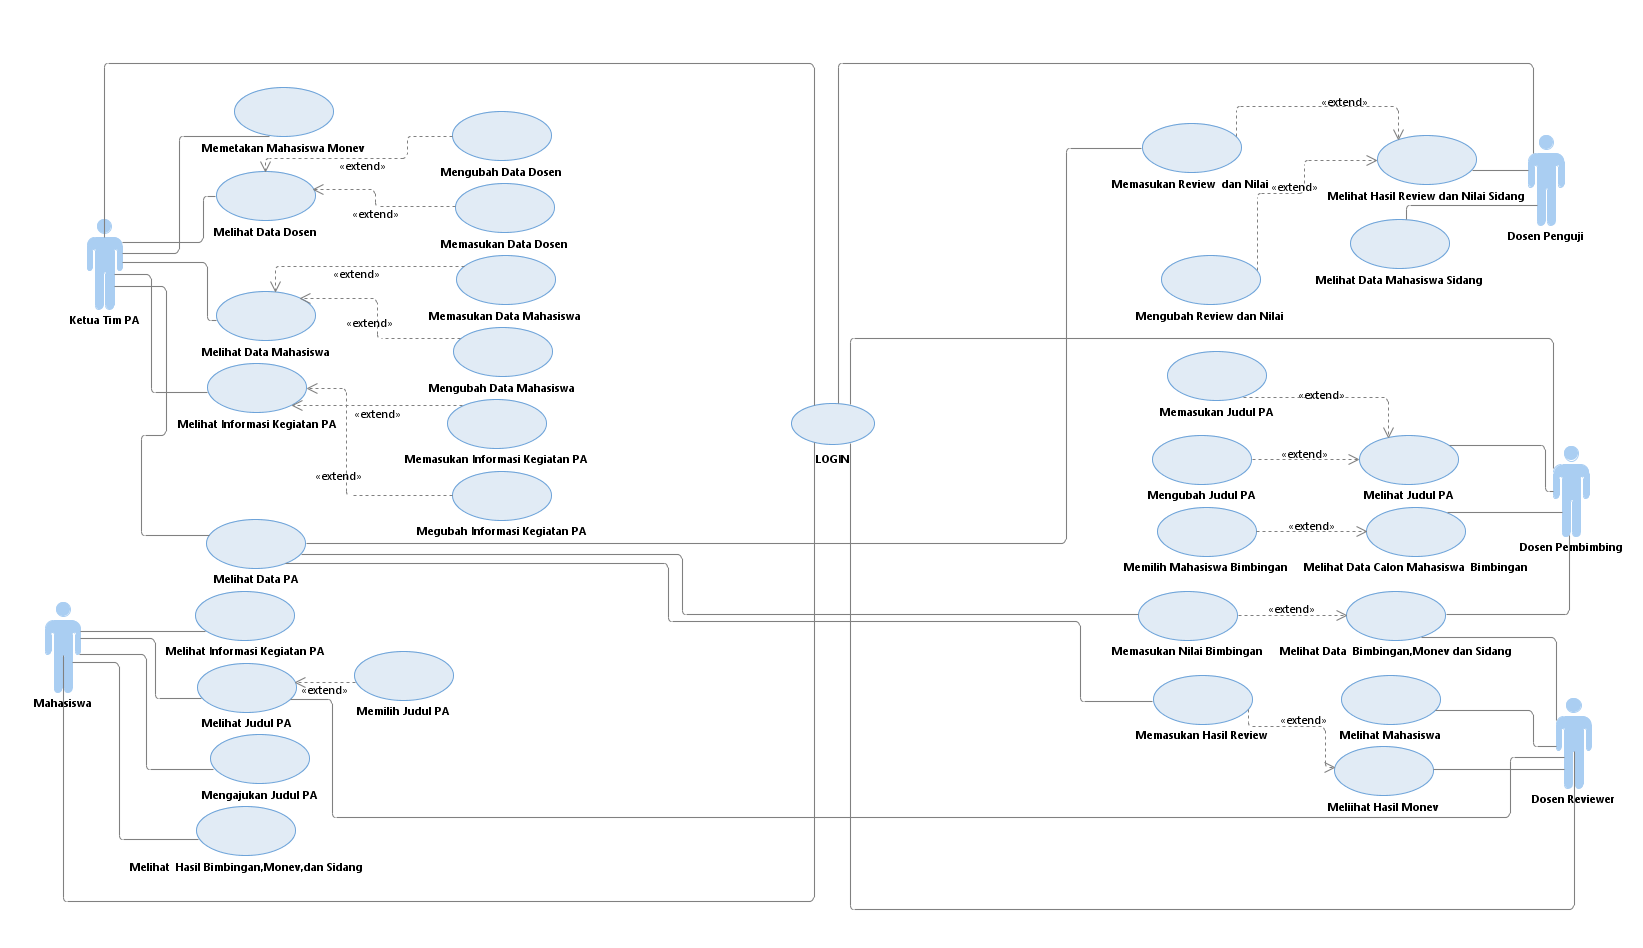 Memetakan Mahasiswa Monev
«extend»
Mengubah Data Dosen
«extend»
Melihat Data Dosen
Memasukan Data Dosen
Ketua Tim PA
«extend»
Memasukan Data Mahasiswa
«extend»
Melihat Data Mahasiswa
Mengubah Data Mahasiswa
«extend»
Melihat Informasi Kegiatan PA
Memasukan Informasi Kegiatan PA
«extend»
Megubah Informasi Kegiatan PA
Melihat Data PA
Melihat Informasi Kegiatan PA
Mahasiswa
«extend»
Memilih Judul PA
Melihat Judul PA
Mengajukan Judul PA
Melihat  Hasil Bimbingan,Monev,dan Sidang
LOGIN
«extend»
Memasukan Review  dan Nilai
«extend»
Melihat Hasil Review dan Nilai Sidang
Dosen Penguji
Melihat Data Mahasiswa Sidang
Mengubah Review dan Nilai
«extend»
Memasukan Judul PA
«extend»
Mengubah Judul PA
Melihat Judul PA
«extend»
Dosen Pembimbing
Memilih Mahasiswa Bimbingan
Melihat Data Calon Mahasiswa  Bimbingan
«extend»
Memasukan Nilai Bimbingan
Melihat Data  Bimbingan,Monev dan Sidang
«extend»
Memasukan Hasil Review
Melihat Mahasiswa
Meliihat Hasil Monev
Dosen Reviewer